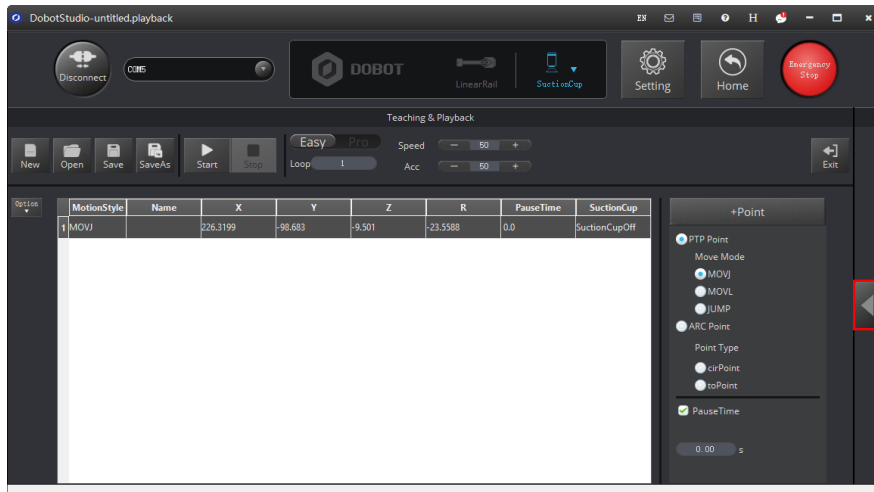 DobotStudio-untitled.playback EN H
Disconnect COM5 DOBOT LinearRail SuctionCup Setting Home Emergency Stop
Teaching & Playback
New Open Save SaveAs Start Stop Easy Pro Speed 50 Exit
Loop 1 Acc 50
Option MotionStyle Name X Y Z R PauseTime SuctionCup
1 MOVJ 226.3199 -98.683 -9.501 -23.5588 0.0 SuctionCupOff
+Point
PTP Point
Move Mode
MOVJ
MOVL
JUMP
ARC Point
Point Type
cirPoint
toPoint
PauseTime
0.00 s